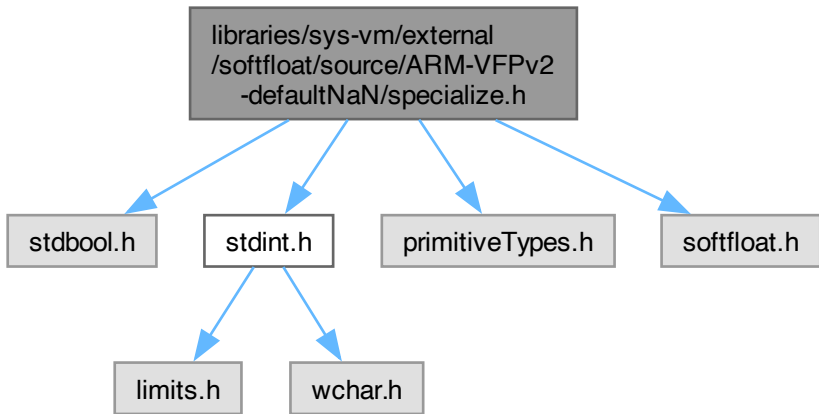 libraries/sys-vm/external
/softfloat/source/ARM-VFPv2
-defaultNaN/specialize.h
stdbool.h
stdint.h
primitiveTypes.h
softfloat.h
limits.h
wchar.h